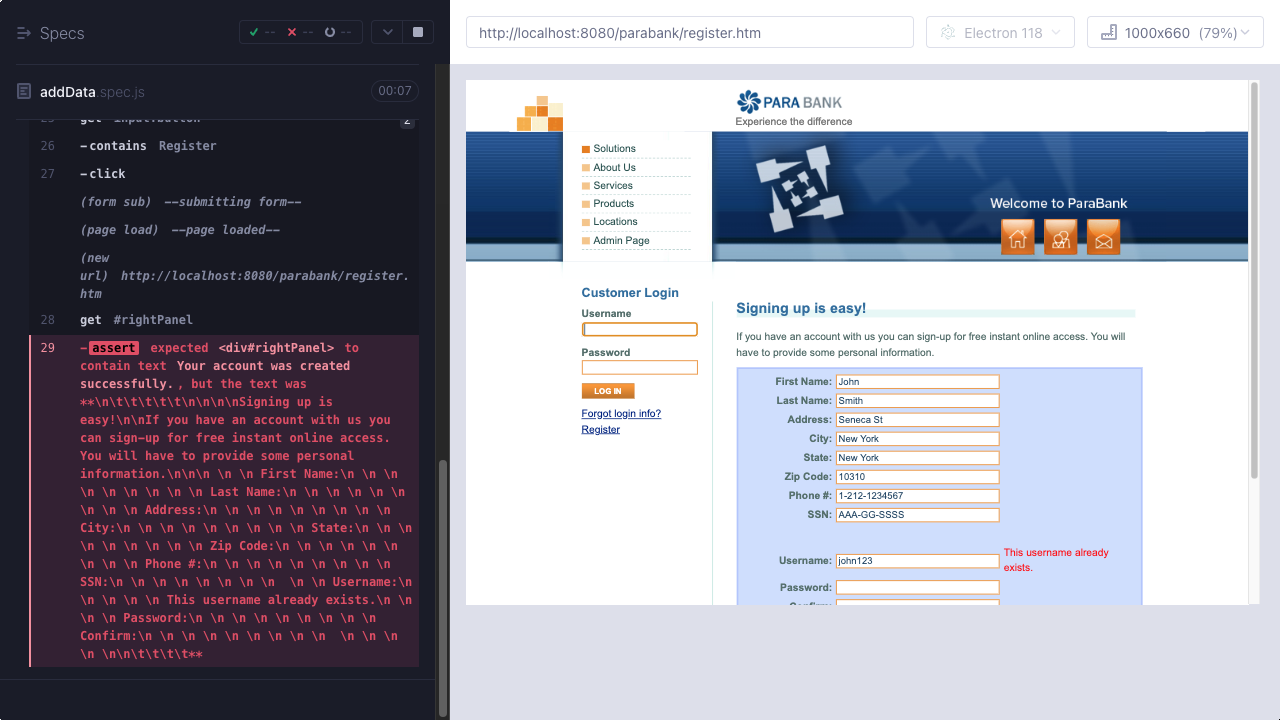 Specs
--
--
--
addData.spec.js
00:07
25 get input.button 2
26 -contains Register
27 -click
(form sub) --submitting form--
(page load) --page loaded--
(new
url) http://localhost:8080/parabank/register.
htm
28 get #rightPanel
29 -assert expected <div#rightPanel> to
contain text Your account was created
successfully. , but the text was
**\n\t\t\t\t\t\n\n\n\nSigning up is
easy!\n\nIf you have an account with us you
can sign-up for free instant online access.
You will have to provide some personal
information.\n\n\n \n \n First Name:\n \n \n
\n \n \n \n \n \n Last Name:\n \n \n \n \n \n
\n \n \n Address:\n \n \n \n \n \n \n \n
City:\n \n \n \n \n \n \n \n \n State:\n \n \n
\n \n \n \n \n \n Zip Code:\n \n \n \n \n \n
\n \n \n Phone #:\n \n \n \n \n \n \n \n
SSN:\n \n \n \n \n \n \n  \n \n Username:\n
\n \n \n \n This username already exists.\n \n
\n \n Password:\n \n \n \n \n \n \n \n
Confirm:\n \n \n \n \n \n \n \n  \n \n \n
\n \n\n\t\t\t\t**
http://localhost:8080/parabank/register.htm
Electron 118
1000x660 (79%)
PARA BANK
Experience the difference
Solutions
About Us
Services
Products
Locations
Admin Page
Welcome to ParaBank
Customer Login
Username
Password
LOG IN
Forgot login info?
Register
Signing up is easy!
If you have an account with us you can sign-up for free instant online access. You will
have to provide some personal information.
First Name: John
Last Name: Smith
Address: Seneca St
City: New York
State: New York
Zip Code: 10310
Phone #: 1-212-1234567
SSN: AAA-GG-SSSS
Username: john123 This username already
exists.
Password:
Confirm: